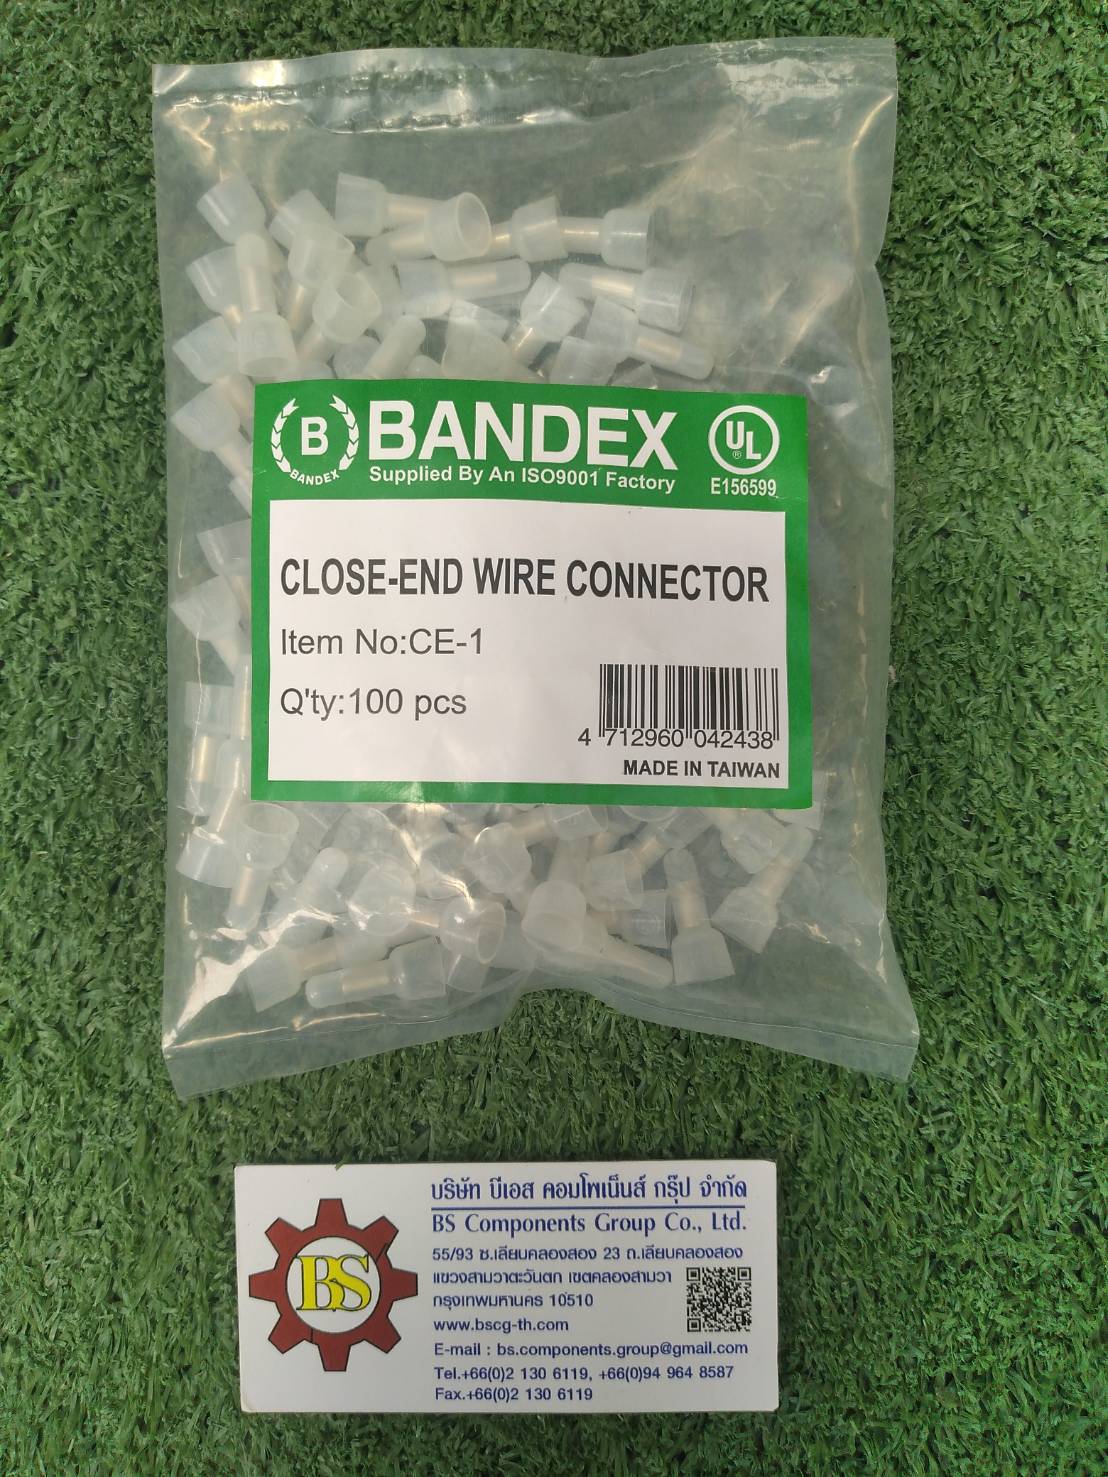 B
BANDEX
BANDEX
Supplied By An ISO9001 Factory
UL
®
E156599
CLOSE-END WIRE CONNECTOR
Item No:CE-1
Q'ty:100 pcs
4 712960 042438
MADE IN TAIWAN
BS
บริษัท บีเอส คอมโพเน็นส์ กรุ๊ป จำกัด
BS Components Group Co., Ltd.
55/93 ซ.เลียบคลองสอง 23 ถ.เลียบคลองสอง
แขวงสามวาตะวันตก เขตคลองสามวา
กรุงเทพมหานคร 10510
www.bscg-th.com
E-mail : bs.components.group@gmail.com
Tel.+66(0)2 130 6119, +66(0)94 964 8587
Fax.+66(0)2 130 6119